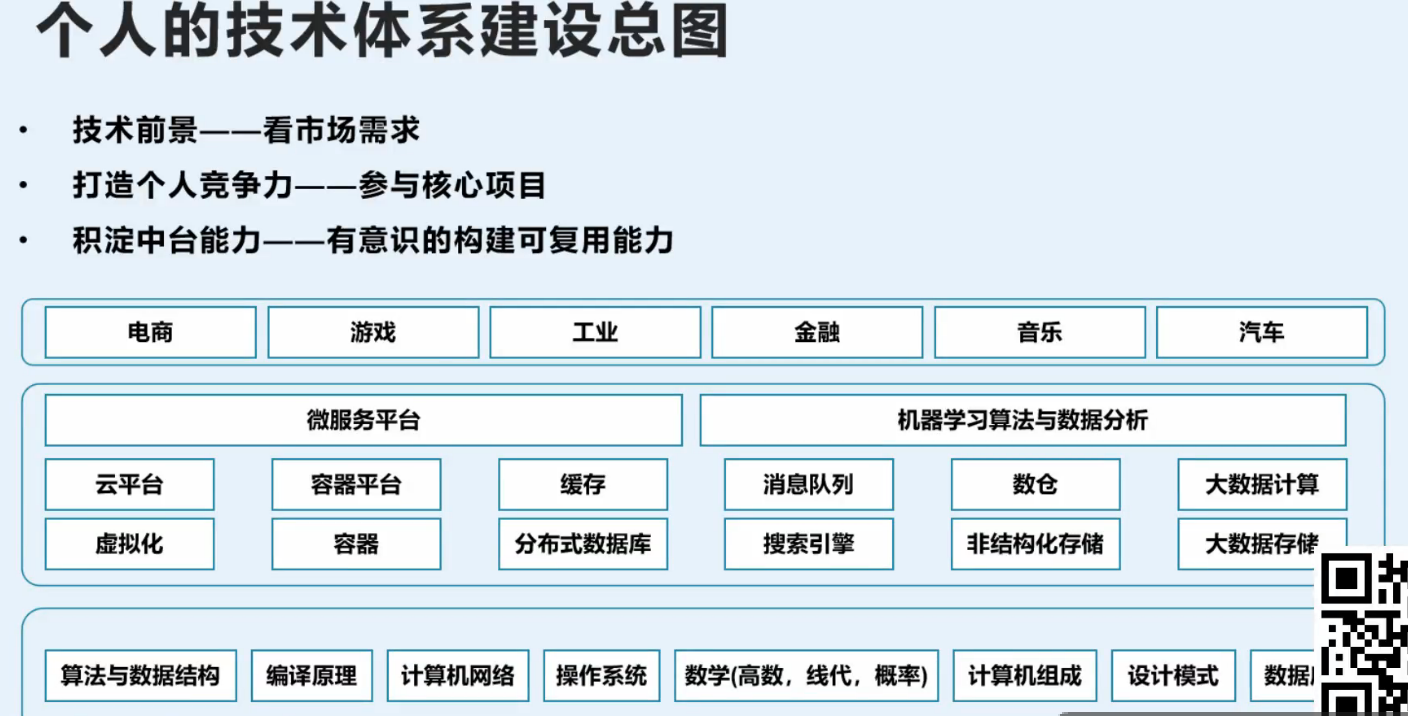 个人的技术体系建设总图
• 技术前景——看市场需求
• 打造个人竞争力——参与核心项目
• 积淀中台能力——有意识的构建可复用能力
电商 游戏 工业 金融 音乐 汽车
微服务平台 机器学习算法与数据分析
云平台 容器平台 缓存 消息队列 数仓 大数据计算
虚拟化 容器 分布式数据库 搜索引擎 非结构化存储 大数据存储
算法与数据结构 编译原理 计算机网络 操作系统 数学(高数，线代，概率) 计算机组成 设计模式 数据